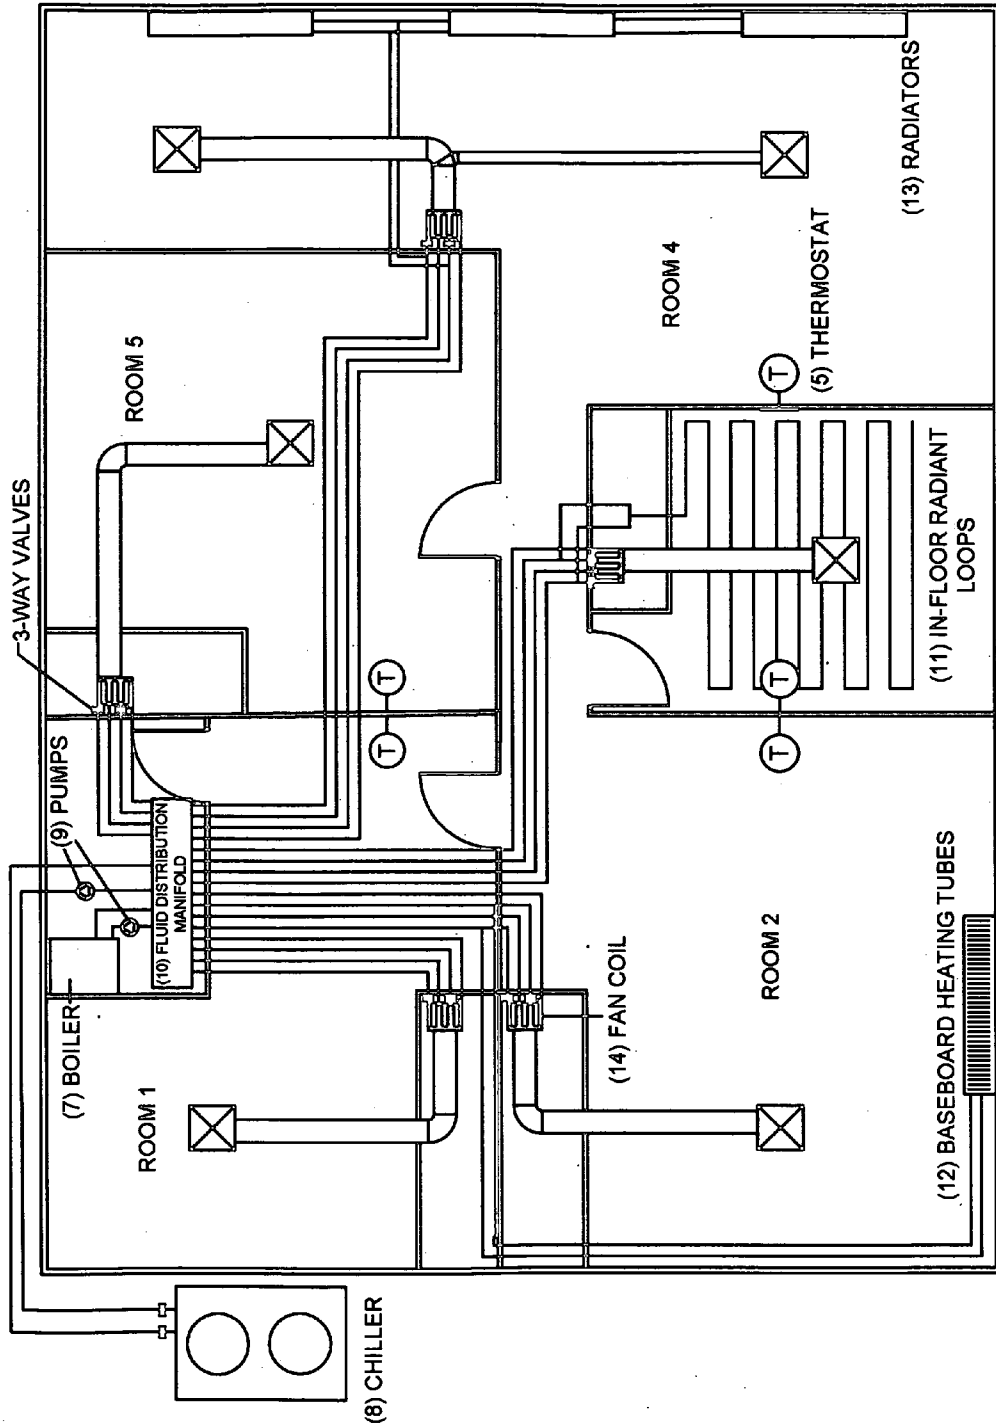 3-WAY VALVES
(9) PUMPS
(7) BOILER
(10) FLUID DISTRIBUTION
MANIFOLD
ROOM 5
ROOM 1
(8) CHILLER
T
T
(14) FAN COIL
ROOM 2
(12) BASEBOARD HEATING TUBES
T
T
(11) IN-FLOOR RADIANT
LOOPS
T
(5) THERMOSTAT
ROOM 4
(13) RADIATORS